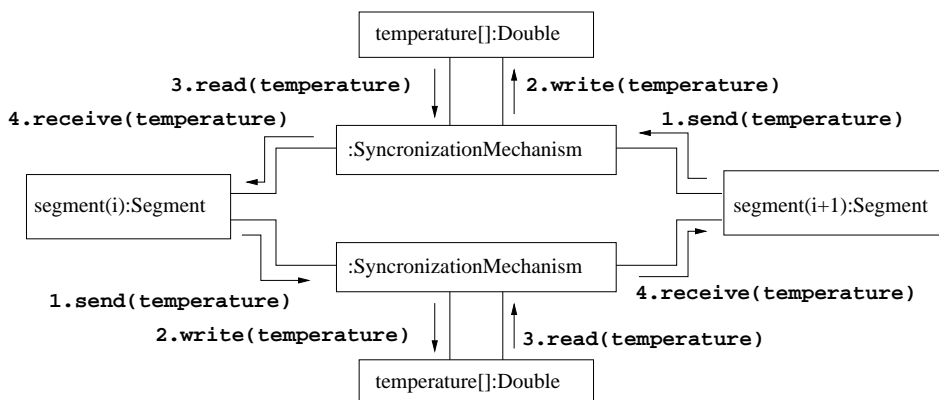 temperature[]:Double
3.read(temperature)
2.write(temperature)
4.receive(temperature)
1.send(temperature)
:SyncronizationMechanism
segment(i):Segment
segment(i+1):Segment
:SyncronizationMechanism
1.send(temperature)
4.receive(temperature)
2.write(temperature)
3.read(temperature)
temperature[]:Double